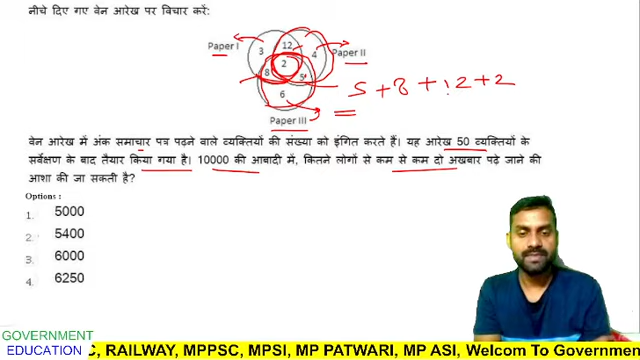 नीचे दिए गए वेन आरेख पर विचार करें:
Paper I
3
12
4
Paper II
2
8
5
6
Paper III
5+8+12+2
वेन आरेख में अंक समाचार पत्र पढ़ने वाले व्यक्तियों की संख्या को इंगित करते हैं। यह आरेख 50 व्यक्तियों के
सर्वेक्षण के बाद तैयार किया गया है। 10000 की आबादी में, कितने लोगों से कम से कम दो अखबार पढ़े जाने की
आशा की जा सकती है?
Options :
1. 5000
2. 5400
3. 6000
4. 6250
GOVERNMENT
EDUCATION
C, RAILWAY, MPPSC, MPSI, MP PATWARI, MP ASI, Welcom To Governmen